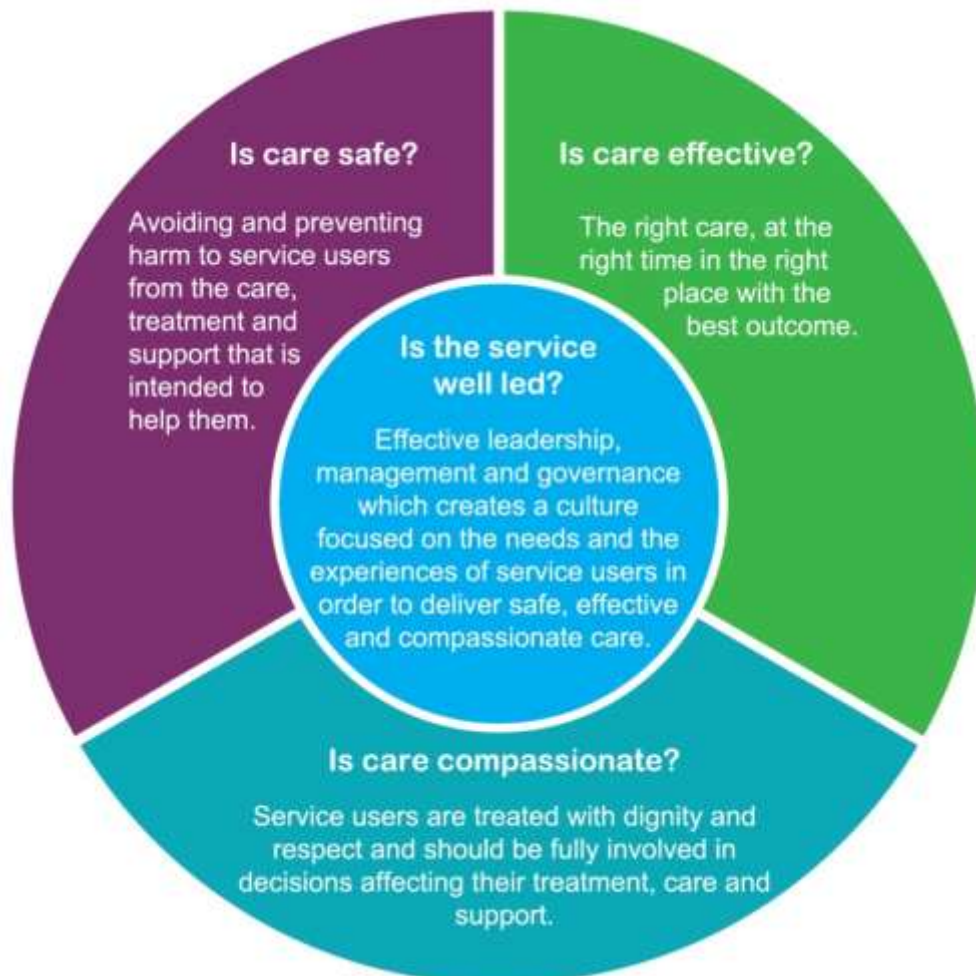 Is care safe?
Avoiding and preventing
harm to service users
from the care,
treatment and
support that is
intended to
help them.
Is care effective?
The right care, at the
right time in the right
place with the
best outcome.
Is the service
well led?
Effective leadership,
management and governance
which creates a culture
focused on the needs and the
experiences of service users in
order to deliver safe, effective
and compassionate care.
Is care compassionate?
Service users are treated with dignity and
respect and should be fully involved in
decisions affecting their treatment, care and
support.